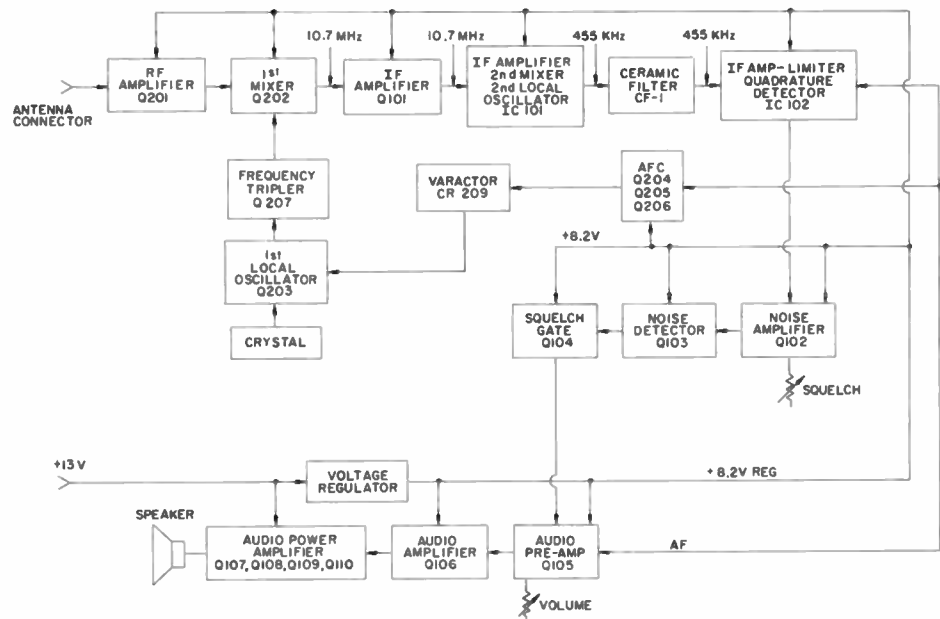 10.7 MHz
10.7 MHz
455 KHz
455 KHz
RF
AMPLIFIER
Q201
1st
MIXER
Q202
IF
AMPLIFIER
Q101
IF AMPLIFIER
2nd MIXER
2nd LOCAL
OSCILLATOR
IC 101
CERAMIC
FILTER
CF-1
IF AMP-LIMITER
QUADRATURE
DETECTOR
IC 102
ANTENNA
CONNECTOR
FREQUENCY
TRIPLER
Q207
VARACTOR
CR 209
AFC
Q204
Q205
Q206
+8.2V
1st
LOCAL
OSCILLATOR
Q203
CRYSTAL
SQUELCH
GATE
Q104
NOISE
DETECTOR
Q103
NOISE
AMPLIFIER
Q102
SQUELCH
+13V
VOLTAGE
REGULATOR
+8.2V REG
SPEAKER
AUDIO POWER
AMPLIFIER
Q107, Q108, Q109, Q110
AUDIO
AMPLIFIER
Q106
AUDIO
PRE-AMP
Q105
AF
VOLUME